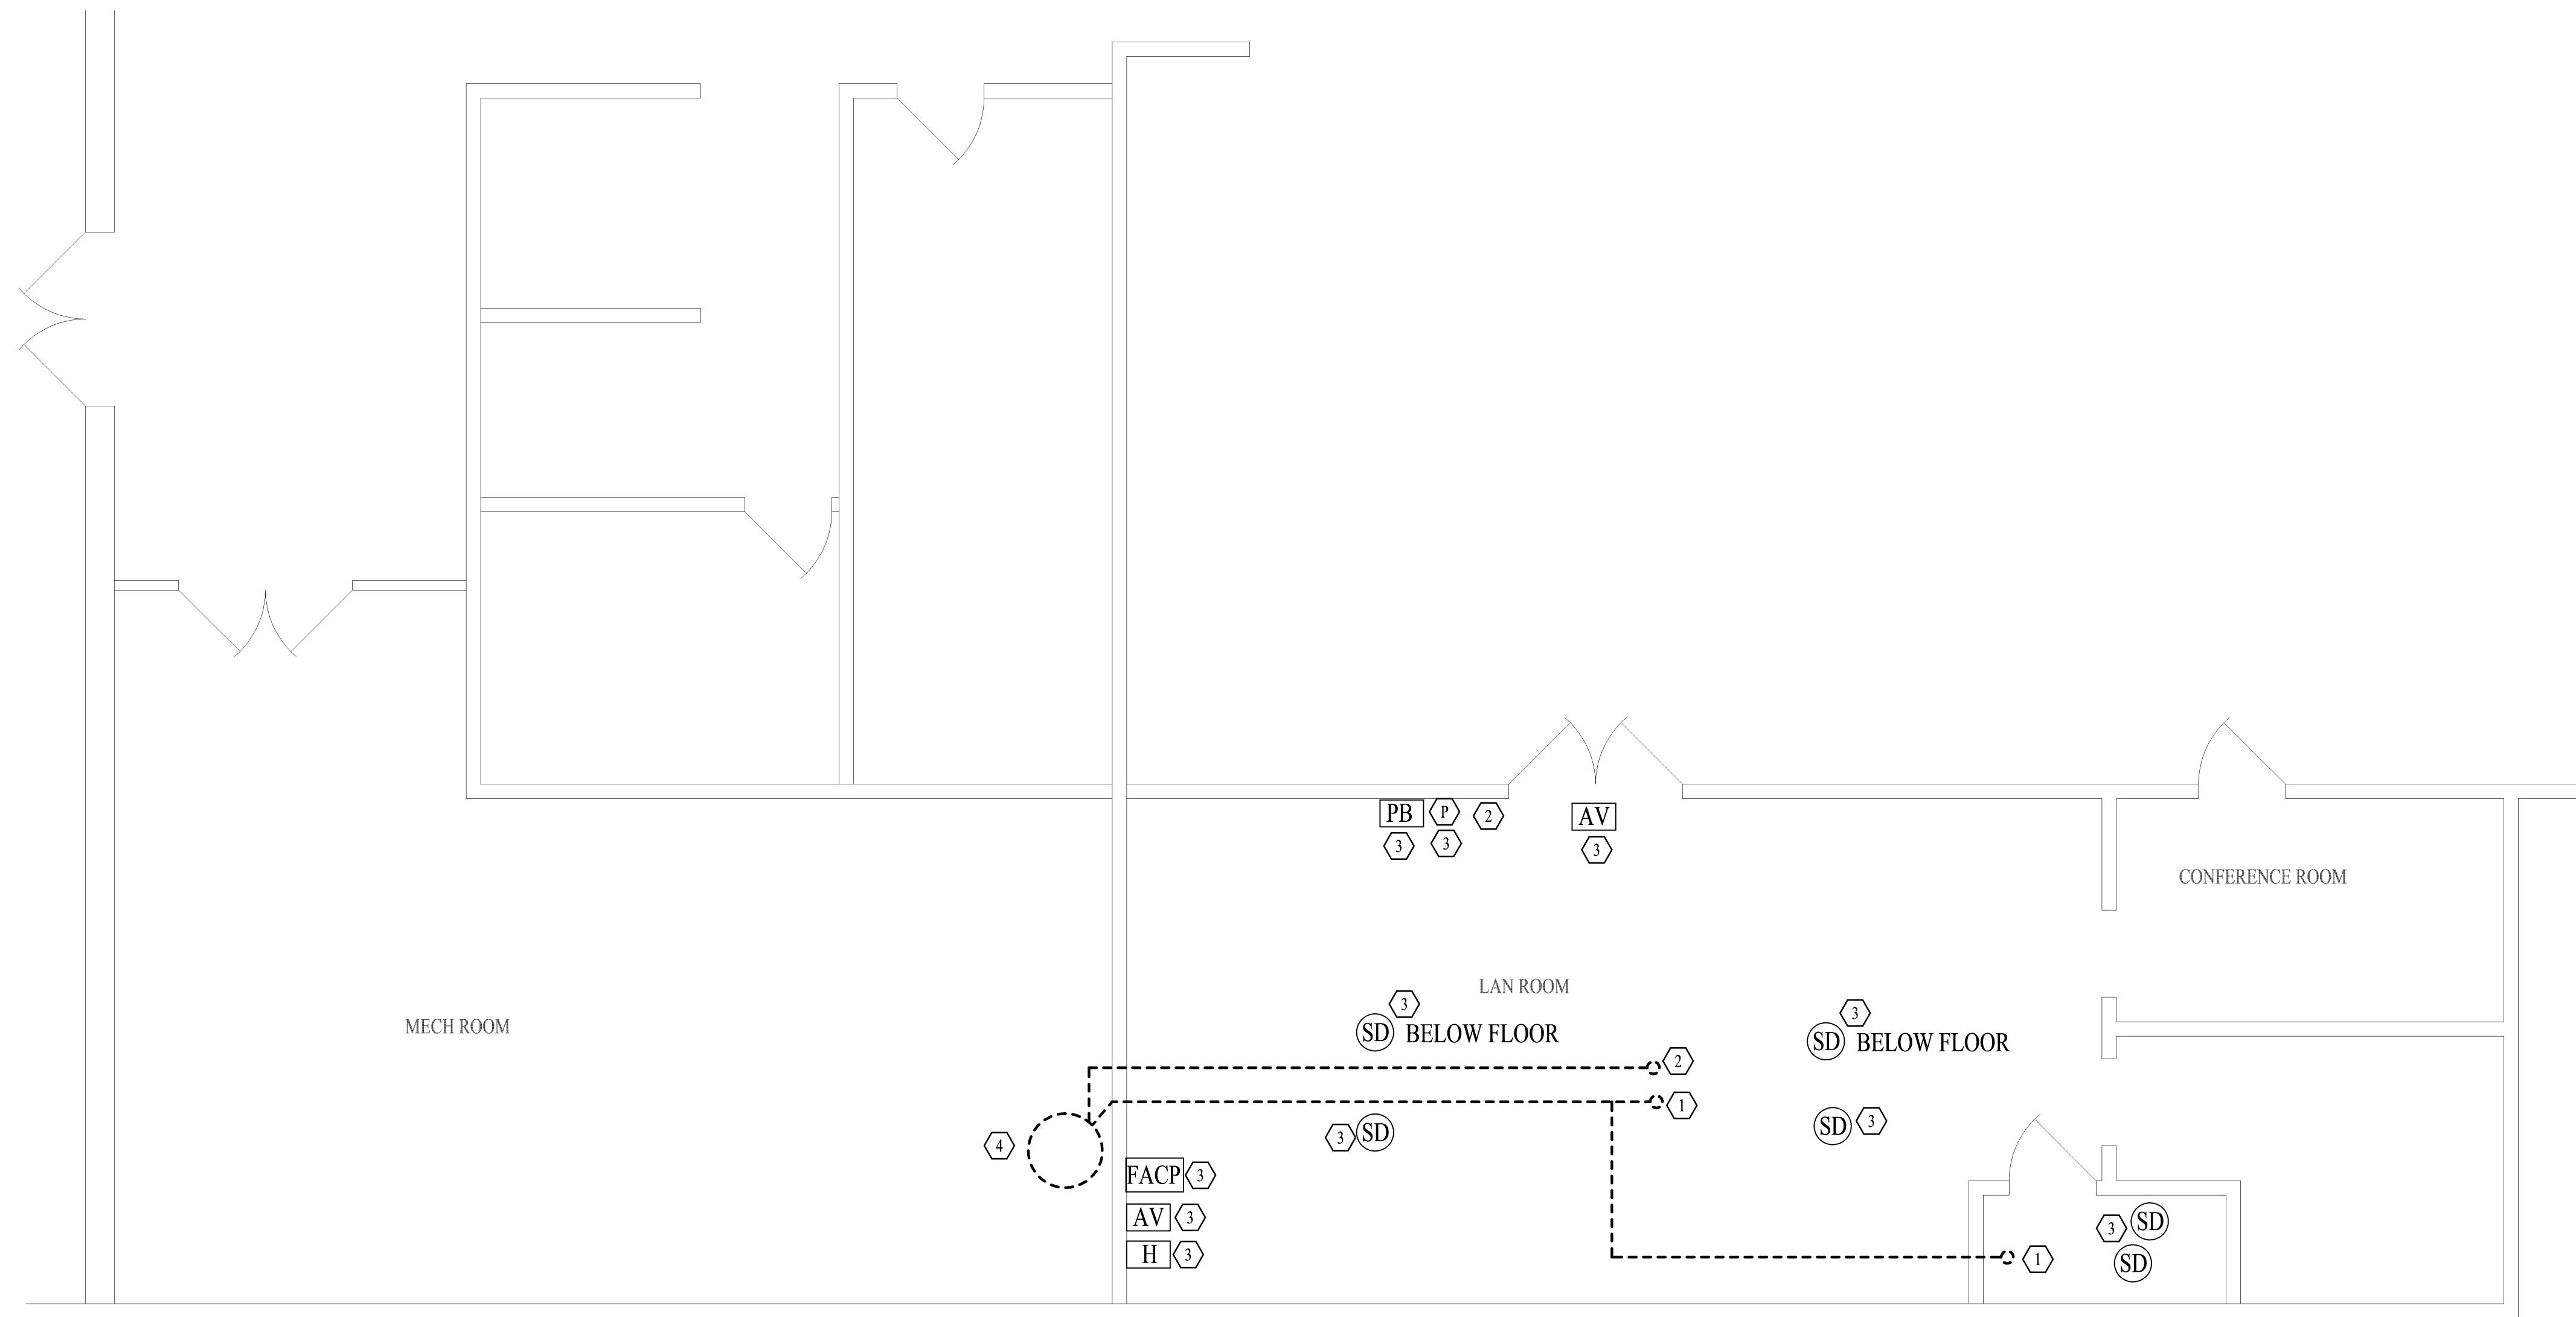 PB P 2
3 3
AV
3
CONFERENCE ROOM
LAN ROOM
MECH ROOM
3
SD BELOW FLOOR
3
SD BELOW FLOOR
2
1
4
3 SD
SD 3
FACP 3
AV 3
H 3
3 SD
SD
1